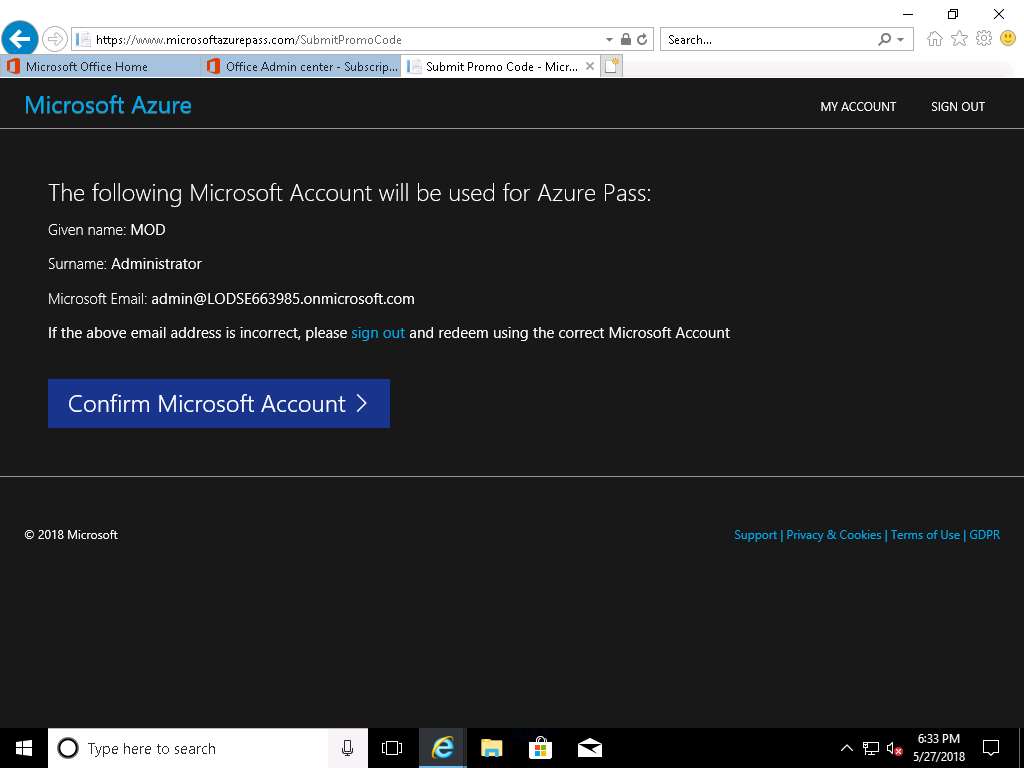 https://www.microsoftazurepass.com/SubmitPromoCode
Search...
Microsoft Office Home
Office Admin center - Subscrip...
Submit Promo Code - Micr...
Microsoft Azure
MY ACCOUNT
SIGN OUT
The following Microsoft Account will be used for Azure Pass:
Given name: MOD
Surname: Administrator
Microsoft Email: admin@LODSE663985.onmicrosoft.com
If the above email address is incorrect, please sign out and redeem using the correct Microsoft Account
Confirm Microsoft Account
© 2018 Microsoft
Support | Privacy & Cookies | Terms of Use | GDPR
Type here to search
6:33 PM
5/27/2018